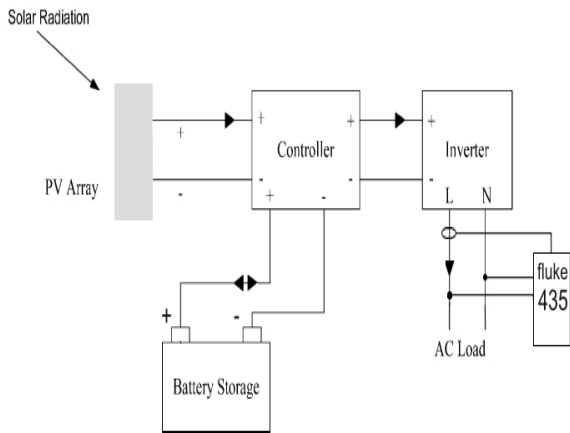 Solar Radiation
PV Array
+
-
+
-
Controller
+
-
+
-
+
-
Inverter
L N
fluke
435
AC Load
+
-
Battery Storage